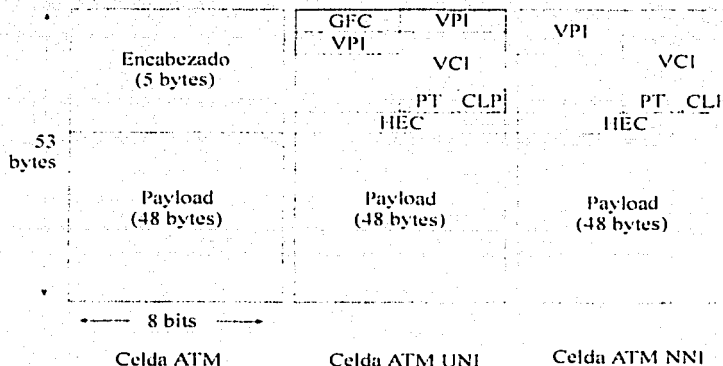 GFC VPI
VPI
VCI
PT CLP
HEC
VPI
VCI
PT CLP
HEC
Encabezado
(5 bytes)
53
bytes
Payload
(48 bytes)
Payload
(48 bytes)
Payload
(48 bytes)
8 bits
Celda ATM
Celda ATM UNI
Celda ATM NNI